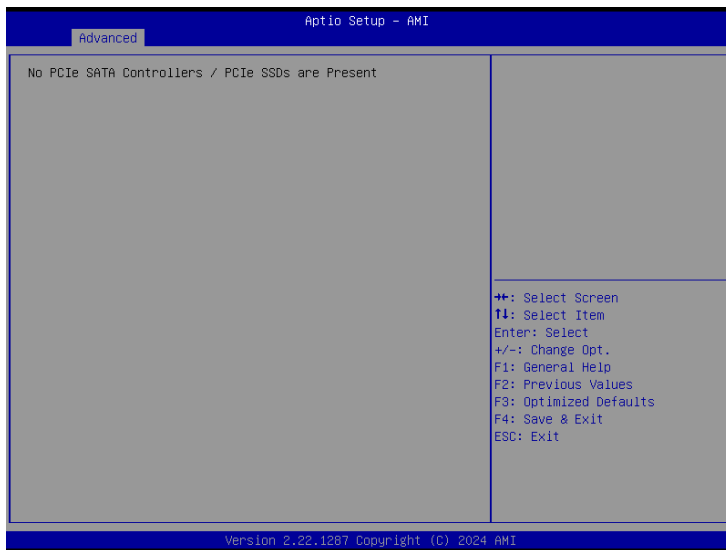 Aptio Setup – AMI
Advanced
No PCIe SATA Controllers / PCIe SSDs are Present
→←: Select Screen
↑↓: Select Item
Enter: Select
+/-: Change Opt.
F1: General Help
F2: Previous Values
F3: Optimized Defaults
F4: Save & Exit
ESC: Exit
Version 2.22.1287 Copyright (C) 2024 AMI